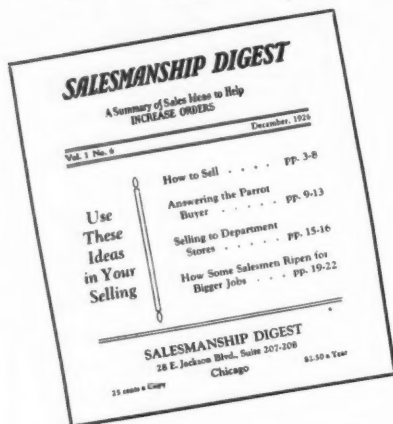 SALESMANSHIP DIGEST
A Summary of Sales Ideas to Help
INCREASE ORDERS
Vol. 1 No. 6 December, 1926
Use
These
Ideas
in Your
Selling
How to Sell . . . . pp. 3-8
Answering the Parrot
Buyer . . . . . pp. 9-13
Selling to Department
Stores . . . . . pp. 15-16
How Some Salesmen Ripen for
Bigger Jobs . . . pp. 19-22
SALESMANSHIP DIGEST
28 E. Jackson Blvd., Suite 207-208
Chicago
25 cents a Copy $2.50 a Year